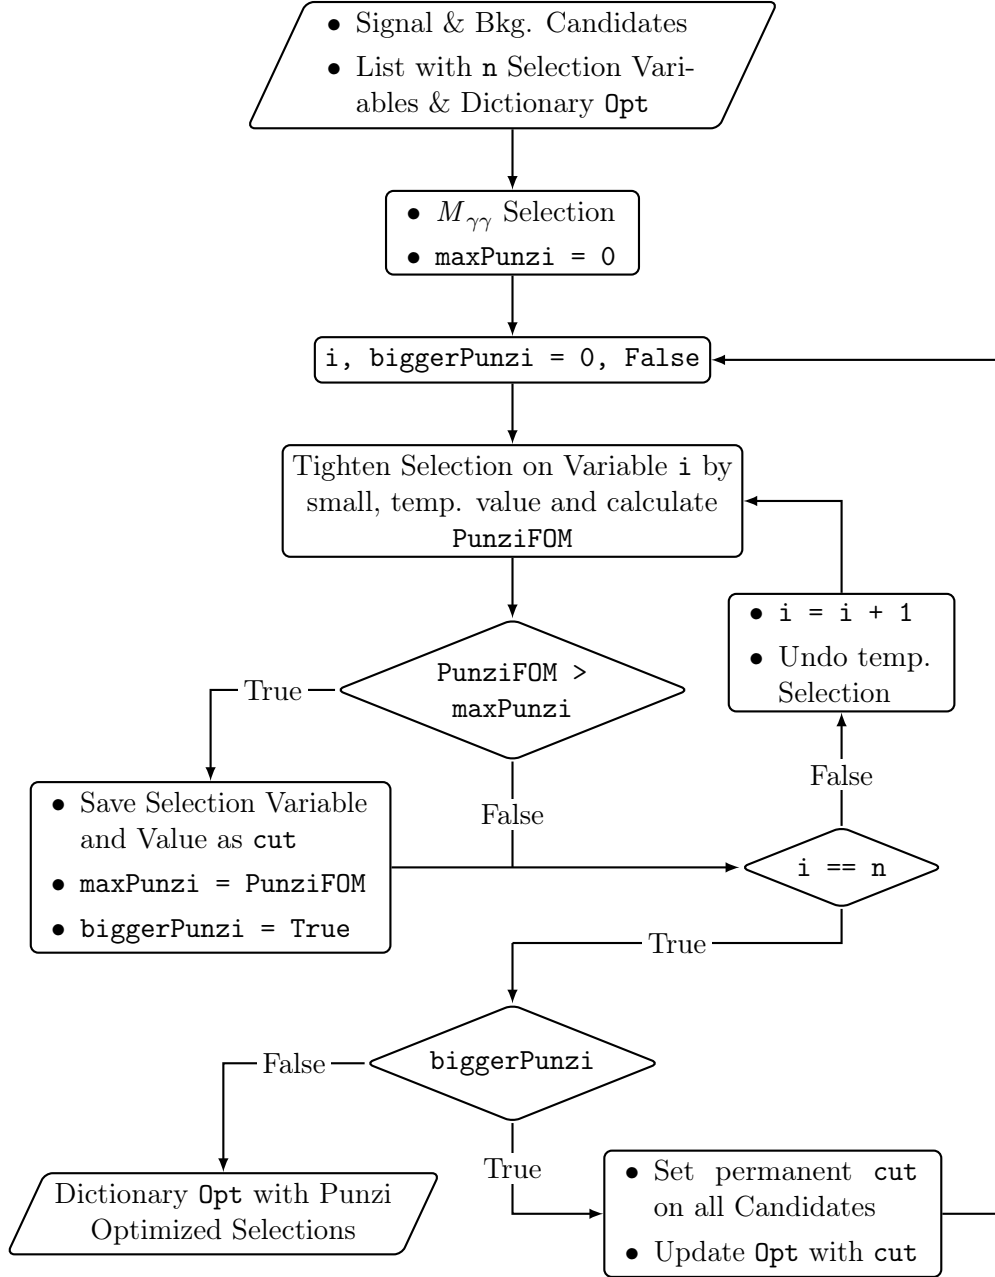 • Signal & Bkg. Candidates
• List with n Selection Vari-
ables & Dictionary Opt
• Mγγ Selection
• maxPunzi = 0
i, biggerPunzi = 0, False
Tighten Selection on Variable i by
small, temp. value and calculate
PunziFOM
• i = i + 1
• Undo temp.
Selection
PunziFOM >
maxPunzi
True
False
False
• Save Selection Variable
and Value as cut
• maxPunzi = PunziFOM
• biggerPunzi = True
i == n
True
biggerPunzi
False
True
Dictionary Opt with Punzi
Optimized Selections
• Set permanent cut
on all Candidates
• Update Opt with cut